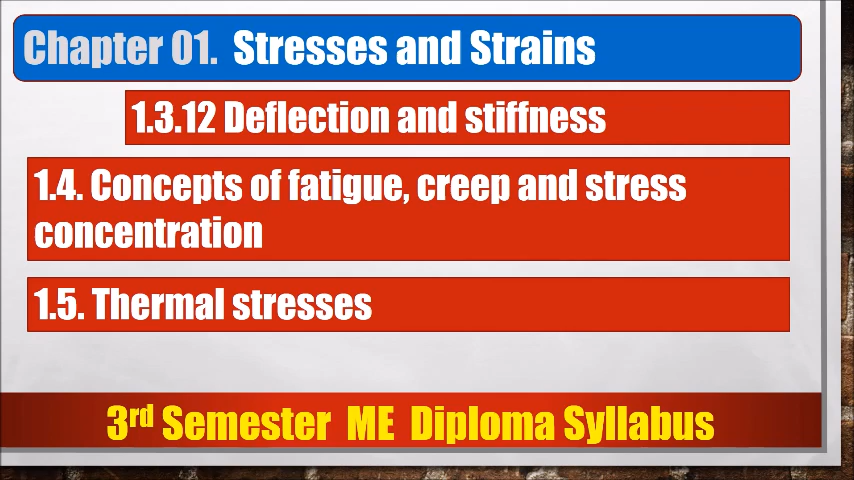 Chapter 01. Stresses and Strains
1.3.12 Deflection and stiffness
1.4. Concepts of fatigue, creep and stress
concentration
1.5. Thermal stresses
3rd Semester ME Diploma Syllabus